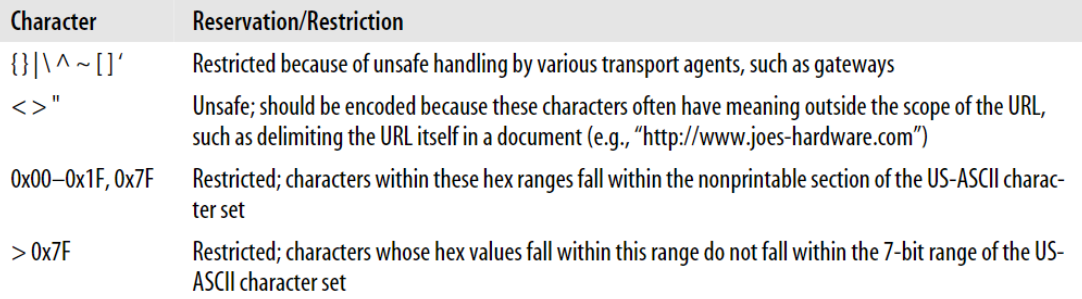 Character Reservation/Restriction
{ } | \ ^ ~ [ ] ‘ Restricted because of unsafe handling by various transport agents, such as gateways
< > " Unsafe; should be encoded because these characters often have meaning outside the scope of the URL,
such as delimiting the URL itself in a document (e.g., “http://www.joes-hardware.com”)
0x00–0x1F, 0x7F Restricted; characters within these hex ranges fall within the nonprintable section of the US-ASCII charac-
ter set
> 0x7F Restricted; characters whose hex values fall within this range do not fall within the 7-bit range of the US-
ASCII character set